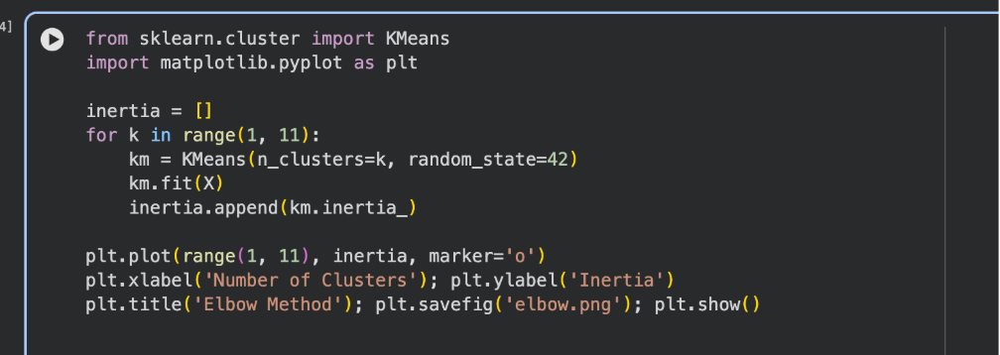 4]
from sklearn.cluster import KMeans
import matplotlib.pyplot as plt

inertia = []
for k in range(1, 11):
    km = KMeans(n_clusters=k, random_state=42)
    km.fit(X)
    inertia.append(km.inertia_)

plt.plot(range(1, 11), inertia, marker='o')
plt.xlabel('Number of Clusters'); plt.ylabel('Inertia')
plt.title('Elbow Method'); plt.savefig('elbow.png'); plt.show()